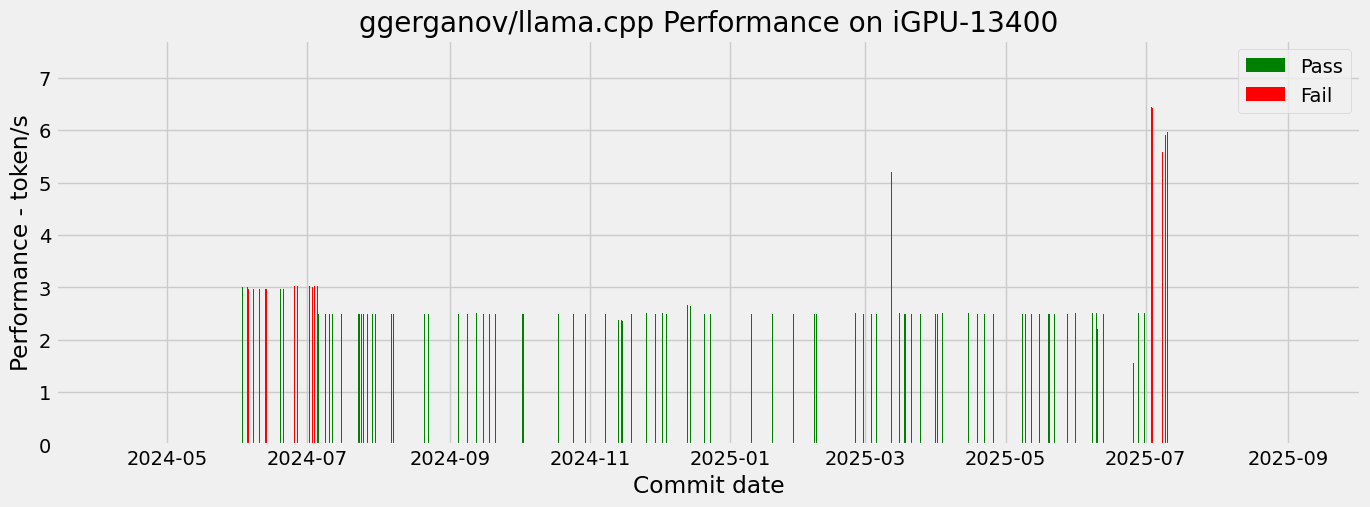 ggerganov/llama.cpp Performance on iGPU-13400
Pass
Fail
Performance - token/s
7
6
5
4
3
2
1
0
2024-05 2024-07 2024-09 2024-11 2025-01 2025-03 2025-05 2025-07 2025-09
Commit date